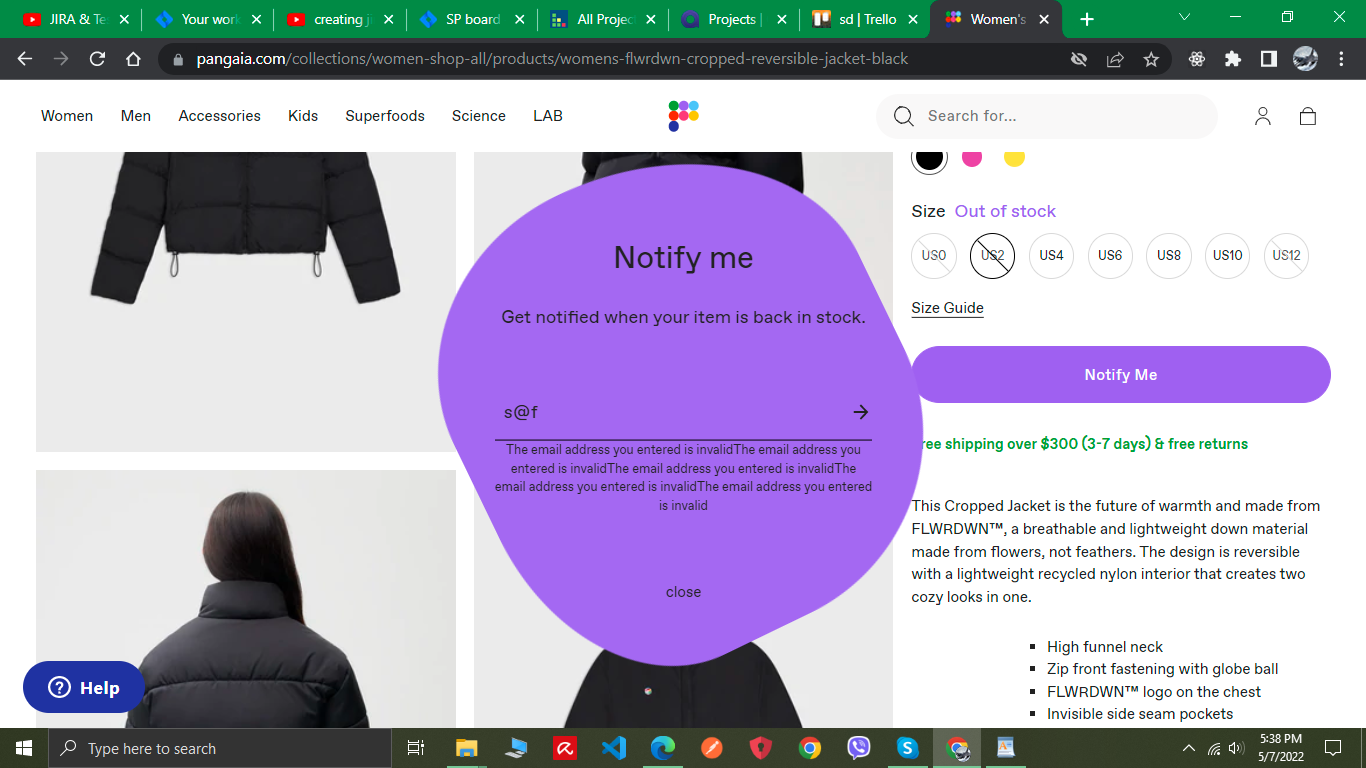 JIRA & Te
Your work
creating ji
SP board
All Projec
Projects |
sd | Trello
Women's
pangaia.com/collections/women-shop-all/products/womens-flwrdwn-cropped-reversible-jacket-black
Women Men Accessories Kids Superfoods Science LAB
Search for...
Size Out of stock
US0 US2 US4 US6 US8 US10 US12
Size Guide
Notify Me
ree shipping over $300 (3-7 days) & free returns
This Cropped Jacket is the future of warmth and made from
FLWRDWN™, a breathable and lightweight down material
made from flowers, not feathers. The design is reversible
with a lightweight recycled nylon interior that creates two
cozy looks in one.
High funnel neck
Zip front fastening with globe ball
FLWRDWN™ logo on the chest
Invisible side seam pockets
Notify me
Get notified when your item is back in stock.
s@f
The email address you entered is invalidThe email address you
entered is invalidThe email address you entered is invalidThe
email address you entered is invalidThe email address you entered
is invalid
close
Help
Type here to search
5:38 PM
5/7/2022